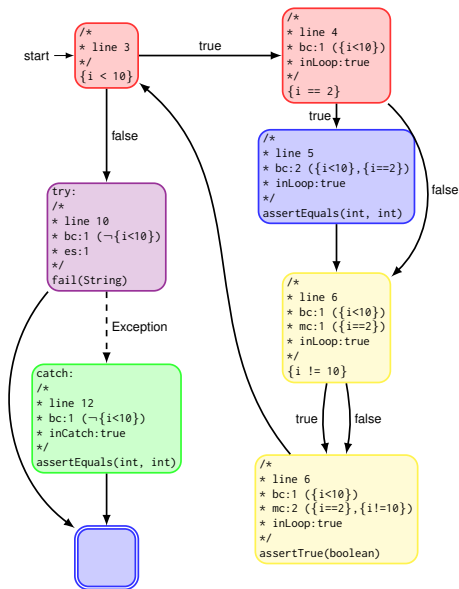 start
/*
* line 3
*/
{i < 10}
true
/*
* line 4
* bc:1 ({i<10})
* inLoop:true
*/
{i == 2}
true
false
/*
* line 5
* bc:2 ({i<10},{i==2})
* inLoop:true
*/
assertEquals(int, int)
false
try:
/*
* line 10
* bc:1 (¬{i<10})
* es:1
*/
fail(String)
Exception
/*
* line 6
* bc:1 ({i<10})
* mc:1 ({i==2})
* inLoop:true
*/
{i != 10}
catch:
/*
* line 12
* bc:1 (¬{i<10})
* inCatch:true
*/
assertEquals(int, int)
true
false
/*
* line 6
* bc:1 ({i<10})
* mc:2 ({i==2},{i!=10})
* inLoop:true
*/
assertTrue(boolean)